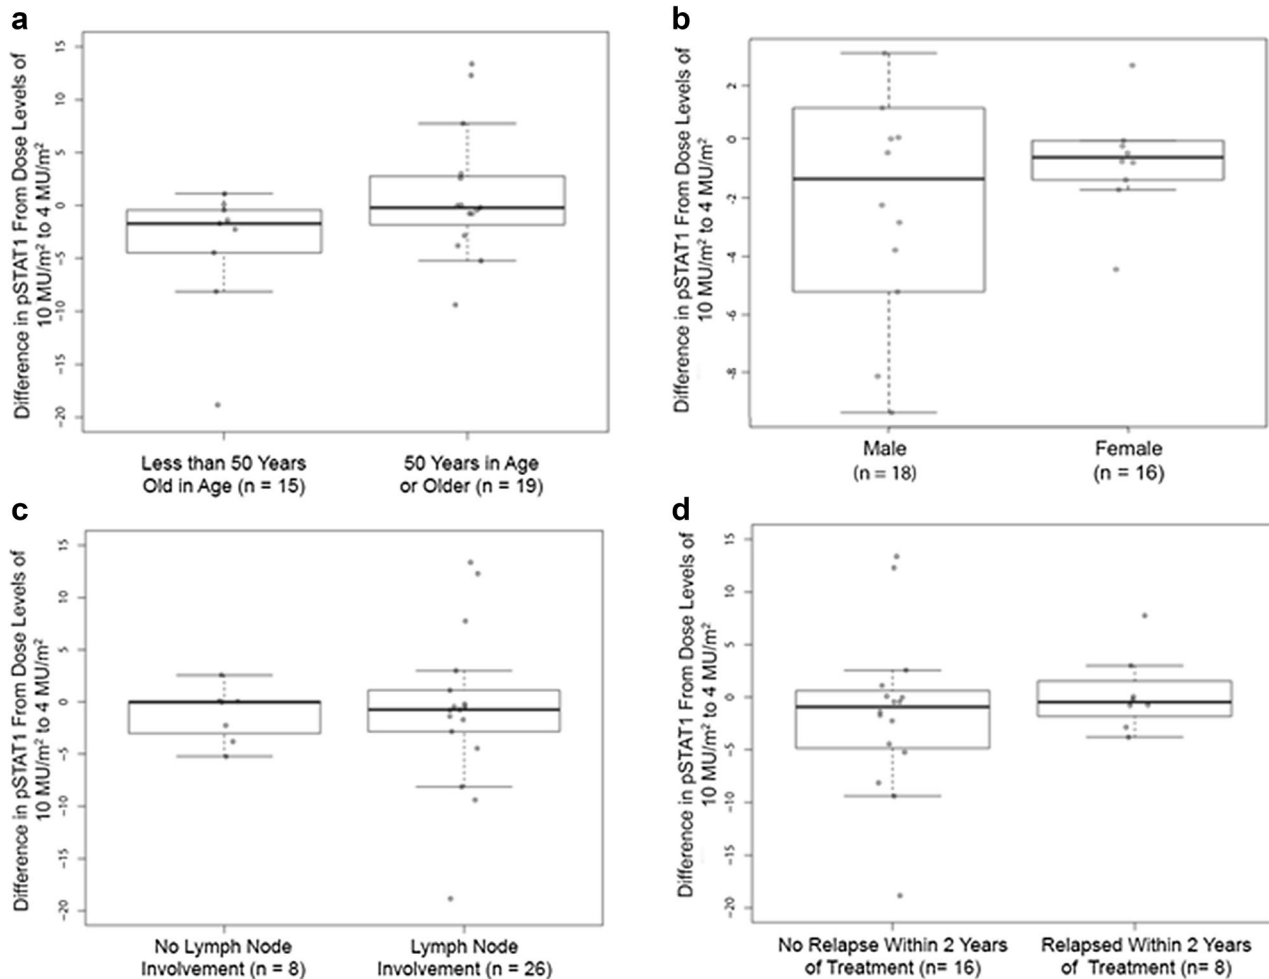 a
Difference in pSTAT1 From Dose Levels of
10 MU/m² to 4 MU/m²
15
10
5
0
-5
-10
-15
-20
Less than 50 Years
Old in Age (n = 15)
50 Years in Age
or Older (n = 19)
b
Difference in pSTAT1 From Dose Levels of
10 MU/m² to 4 MU/m²
2
0
-2
-4
-6
-8
Male
(n = 18)
Female
(n = 16)
c
Difference in pSTAT1 From Dose Levels of
10 MU/m² to 4 MU/m²
15
10
5
0
-5
-10
-15
-20
No Lymph Node
Involvement (n = 8)
Lymph Node
Involvement (n = 26)
d
Difference in pSTAT1 From Dose Levels of
10 MU/m² to 4 MU/m²
15
10
5
0
-5
-10
-15
-20
No Relapse Within 2 Years
of Treatment (n= 16)
Relapsed Within 2 Years
of Treatment (n= 8)